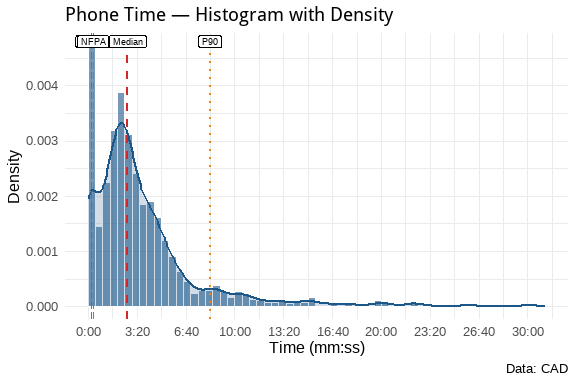 Phone Time — Histogram with Density
NFPA Median P90
0.004
0.003
0.002
0.001
0.000
Density
0:00 3:20 6:40 10:00 13:20 16:40 20:00 23:20 26:40 30:00
Time (mm:ss)
Data: CAD